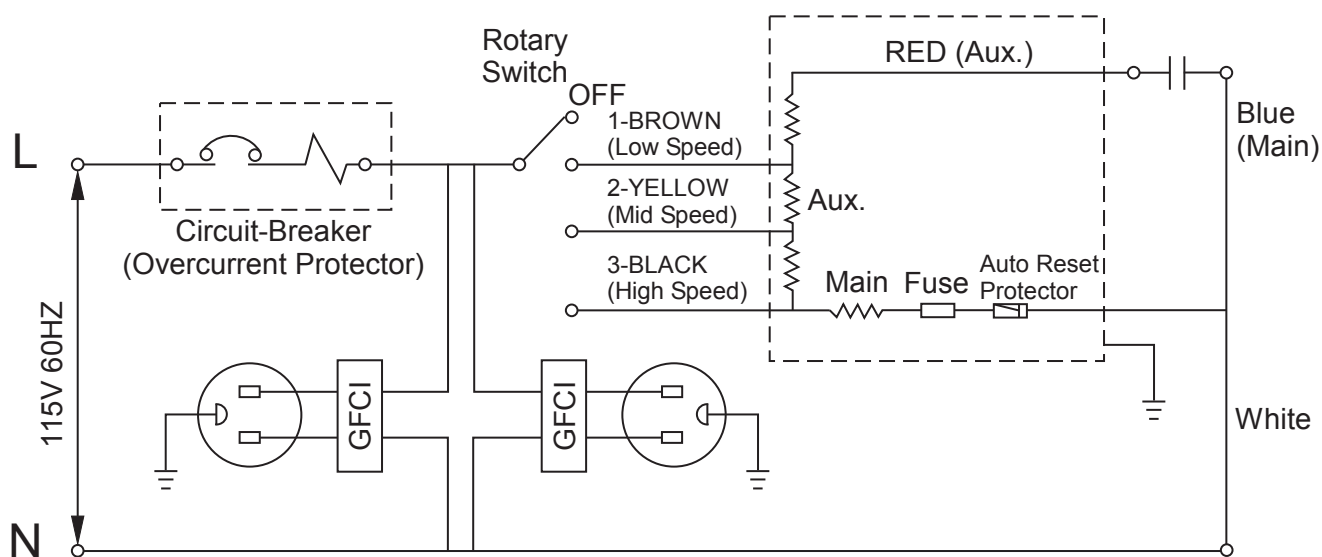 Rotary
Switch
OFF
RED (Aux.)
L
1-BROWN
(Low Speed)
Blue
(Main)
Circuit-Breaker
(Overcurrent Protector)
2-YELLOW
(Mid Speed)
Aux.
3-BLACK
(High Speed)
Main
Fuse
Auto Reset
Protector
115V 60HZ
GFCI
GFCI
White
N